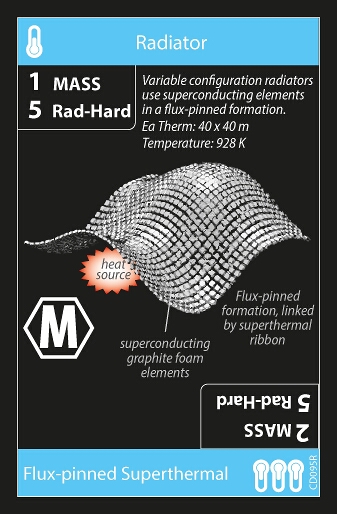 Radiator
1 MASS
5 Rad-Hard
Variable configuration radiators
use superconducting elements
in a flux-pinned formation.
Ea Therm: 40 x 40 m
Temperature: 928 K
heat
source
M
Flux-pinned
formation, linked
by superthermal
ribbon
superconducting
graphite foam
elements
2 MASS
5 Rad-Hard
Flux-pinned Superthermal
CD095R